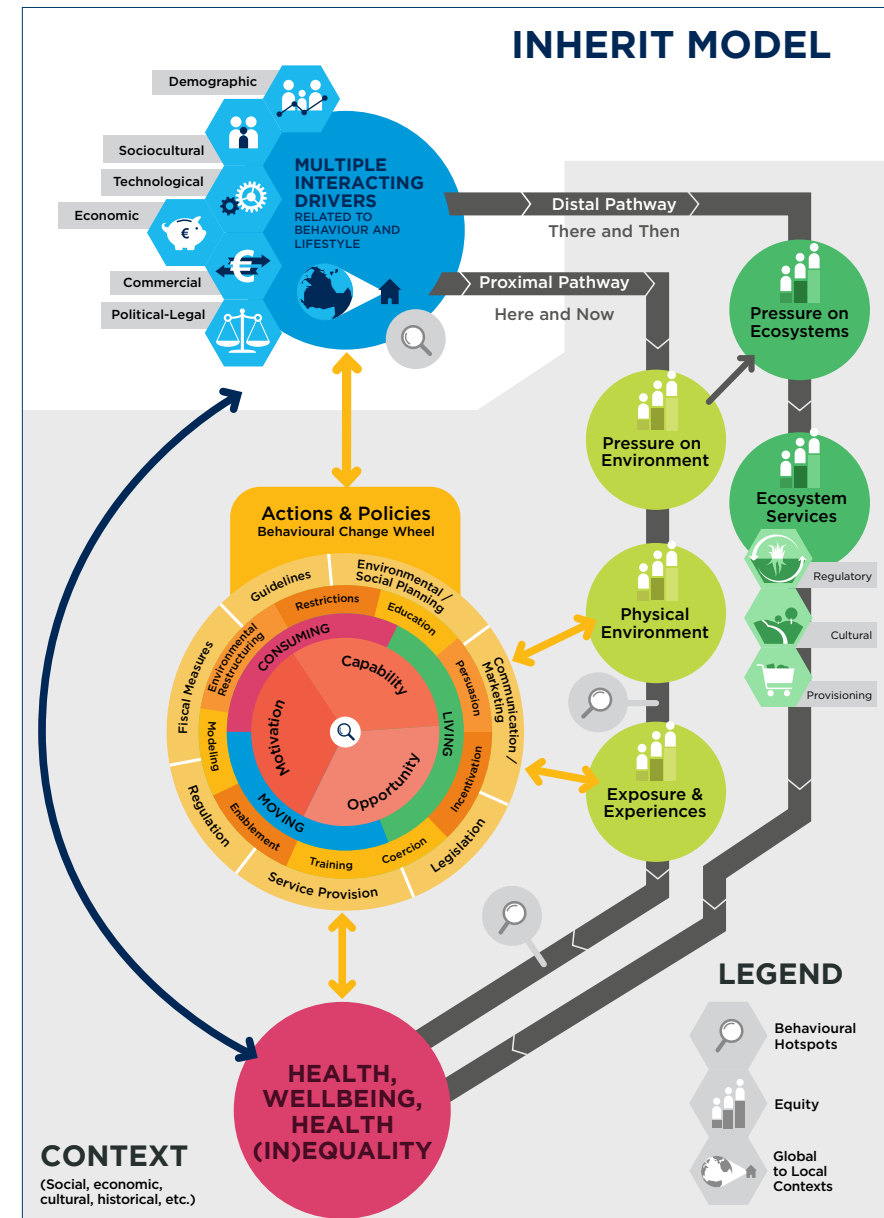 INHERIT MODEL
Demographic
Sociocultural
Technological
Economic
Commercial
Political-Legal
€
€
MULTIPLE
INTERACTING
DRIVERS
RELATED TO
BEHAVIOUR AND
LIFESTYLE
Distal Pathway
There and Then
Proximal Pathway
Here and Now
Pressure on
Ecosystems
Pressure on
Environment
Ecosystem
Services
Regulatory
Cultural
Provisioning
Physical
Environment
Exposure &
Experiences
Actions & Policies
Behavioural Change Wheel
Guidelines
Environmental /
Social Planning
Communication /
Marketing
Legislation
Service Provision
Regulation
Fiscal Measures
Restrictions
Education
Persuasion
Incentivation
Coercion
Training
Enablement
Modeling
Environmental
Restructuring
CONSUMING
LIVING
MOVING
Capability
Opportunity
Motivation
HEALTH,
WELLBEING,
HEALTH
(IN)EQUALITY
CONTEXT
(Social, economic,
cultural, historical, etc.)
LEGEND
Behavioural
Hotspots
Equity
Global
to Local
Contexts